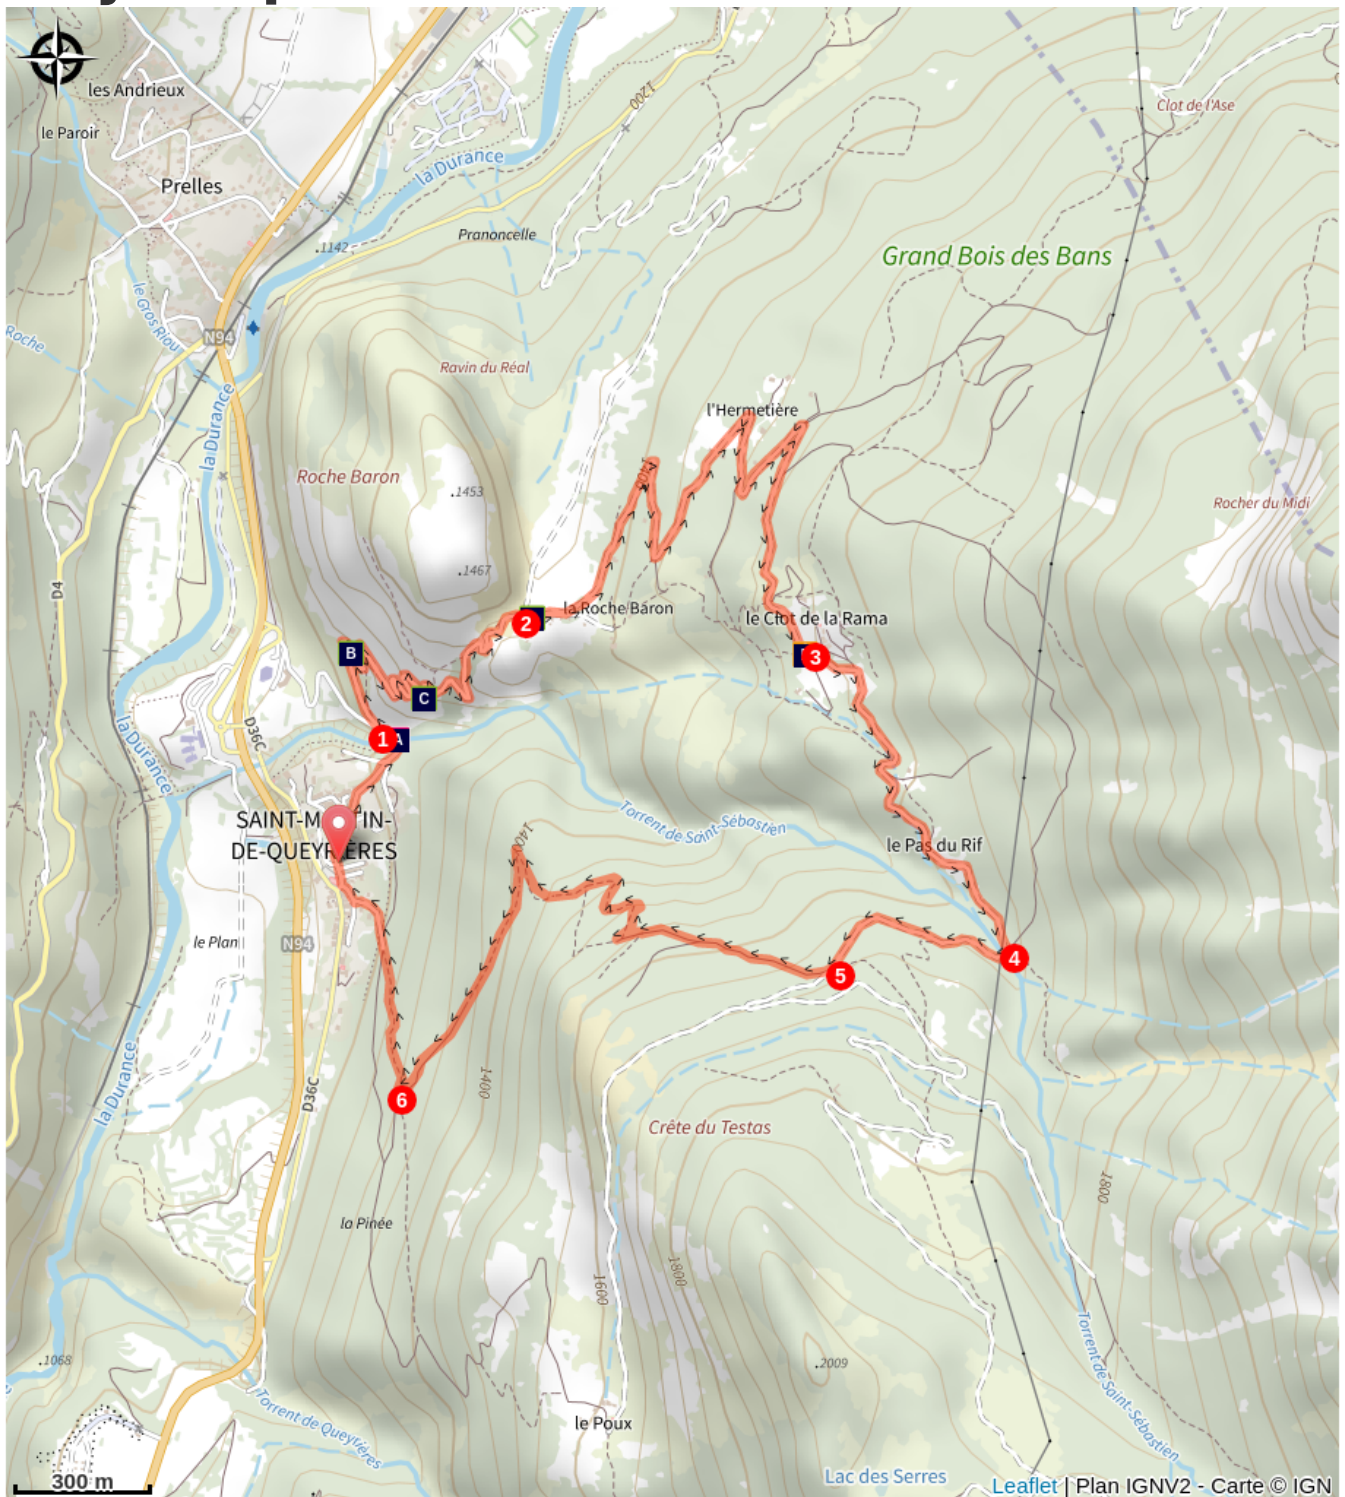 les Andrieux
Clot de l'Ase
1200
le Paroir
la Durance
Prelles
Pranoncelle
.1142
Grand Bois des Bans
le Gros Riou
Roche
N94
Ravin du Réal
l'Hermetière
la Durance
Roche Baron
1400
.1453
Rocher du Midi
.1467
D4
la Roche Baron
2
le Clot de la Rama
B
3
C
la Durance
D36C
1
A
SAINT-MARTIN-
DE-QUEYRIÈRES
Torrent de Saint-Sébastien
1400
le Pas du Rif
le Plan
N94
4
5
la Durance
D36C
1400
6
Crête du Testas
1800
la Pinée
1800
1600
.1068
.2009
Torrent de Saint-Sébastien
Torrent de Queyrières
le Poux
300 m
Lac des Serres
Leaflet | Plan IGNV2 - Carte © IGN